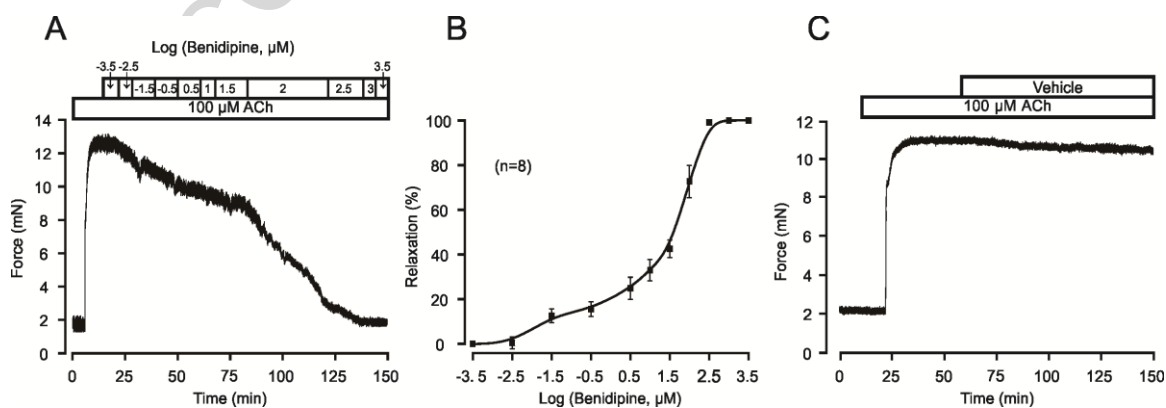 A
Log (Benidipine, µM)
-3.5 -2.5 3.5
-1.5 -0.5 0.5 1 1.5 2 2.5 3
100 µM ACh
14
12
10
8
6
4
2
0
Force (mN)
0 25 50 75 100 125 150
Time (min)
B
100
80
60
40
20
0
Relaxation (%)
(n=8)
-3.5 -2.5 -1.5 -0.5 0.5 1.5 2.5 3.5
Log (Benidipine, µM)
C
Vehicle
100 µM ACh
12
10
8
6
4
2
0
Force (mN)
0 25 50 75 100 125 150
Time (min)